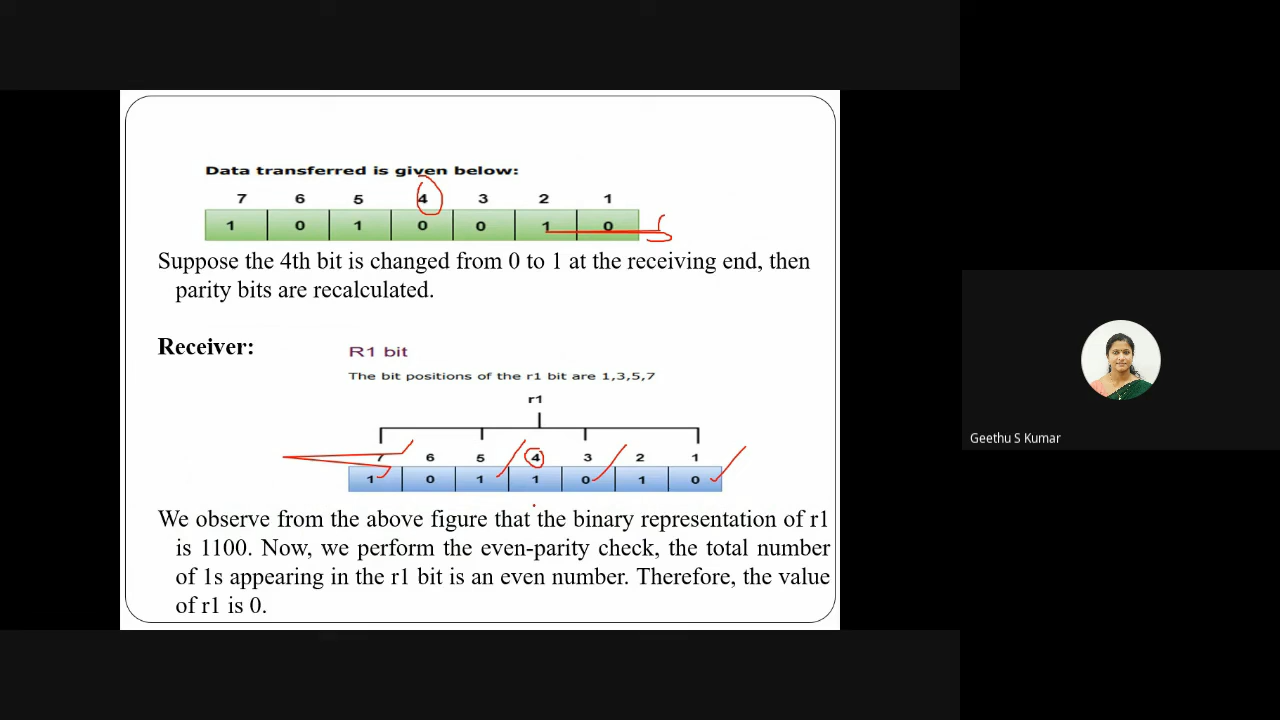 Data transferred is given below:
7 6 5 4 3 2 1
1 0 1 0 0 1 0
Suppose the 4th bit is changed from 0 to 1 at the receiving end, then
parity bits are recalculated.
Receiver:
R1 bit
The bit positions of the r1 bit are 1,3,5,7
r1
7 6 5 4 3 2 1
1 0 1 1 0 1 0
We observe from the above figure that the binary representation of r1
is 1100. Now, we perform the even-parity check, the total number
of 1s appearing in the r1 bit is an even number. Therefore, the value
of r1 is 0.
Geethu S Kumar